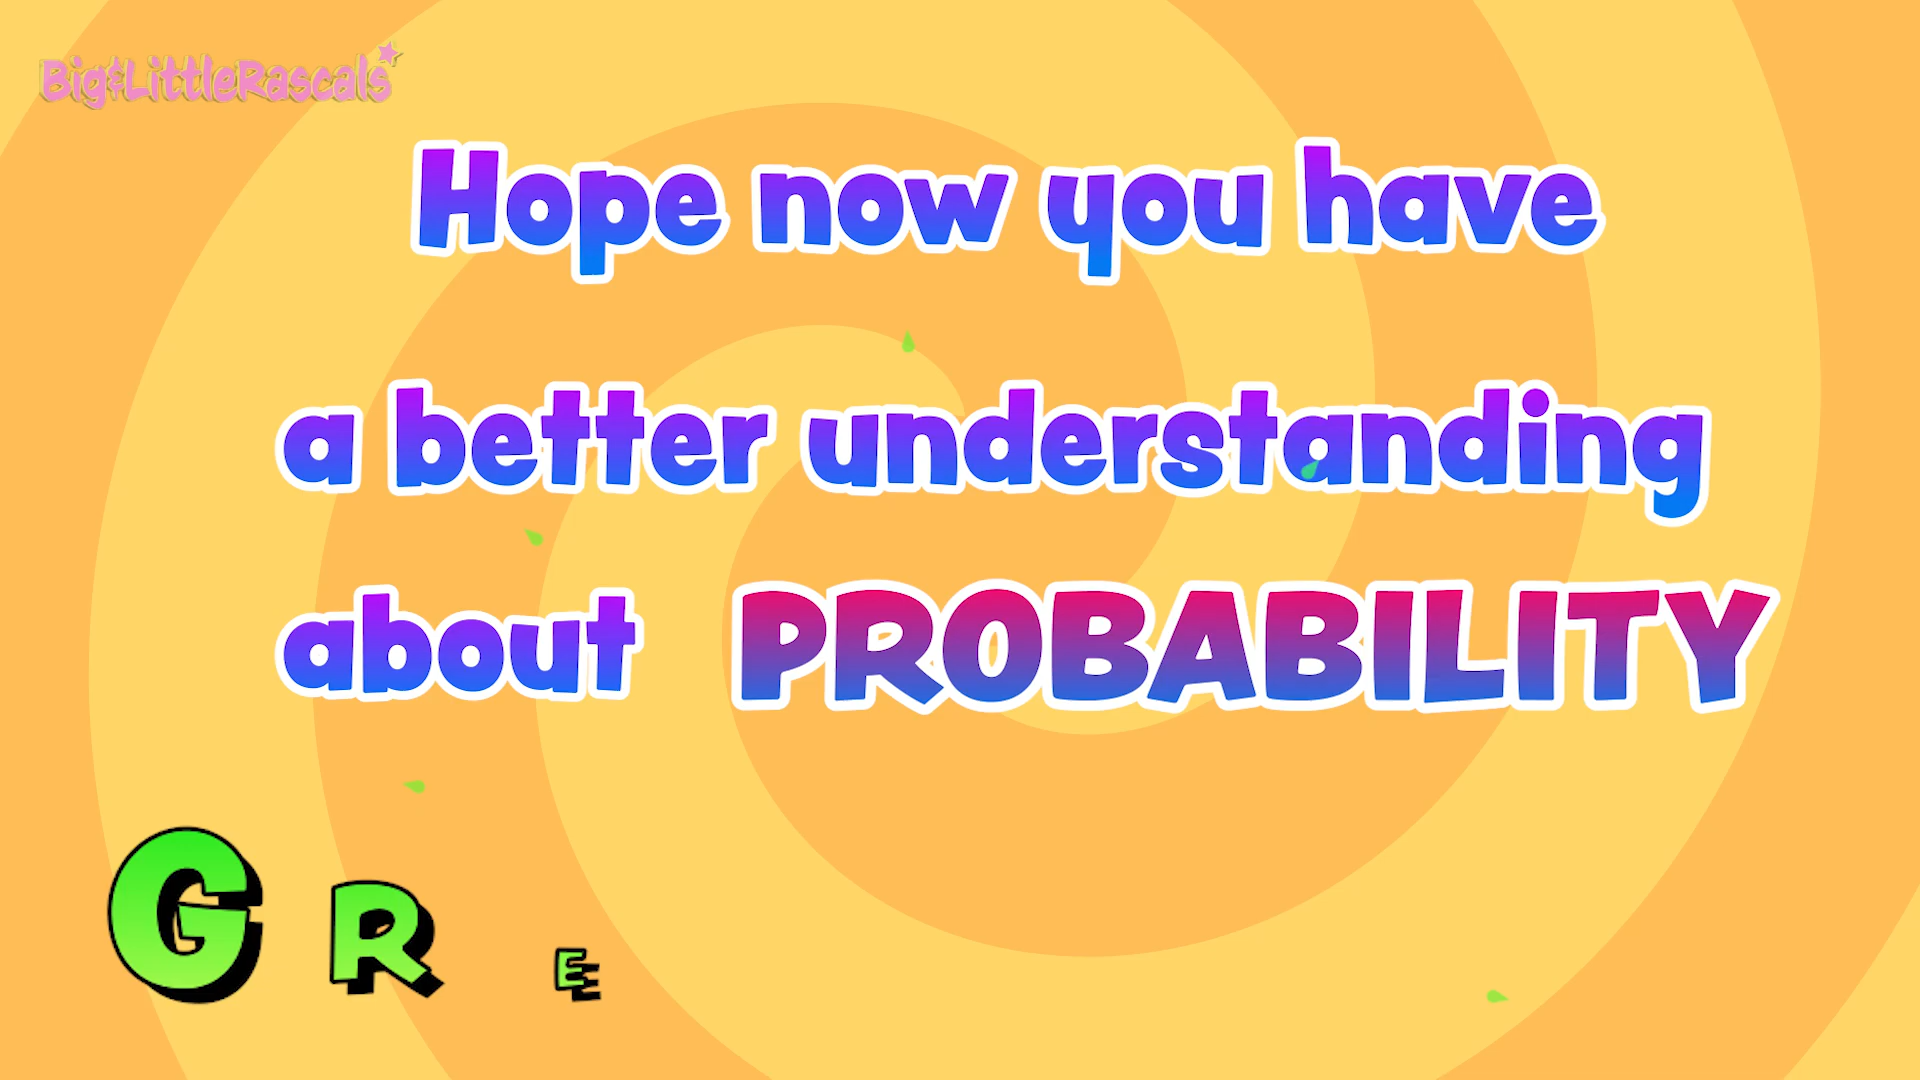 Big&LittleRascals
Hope now you have
a better understanding
about PROBABILITY
G R E